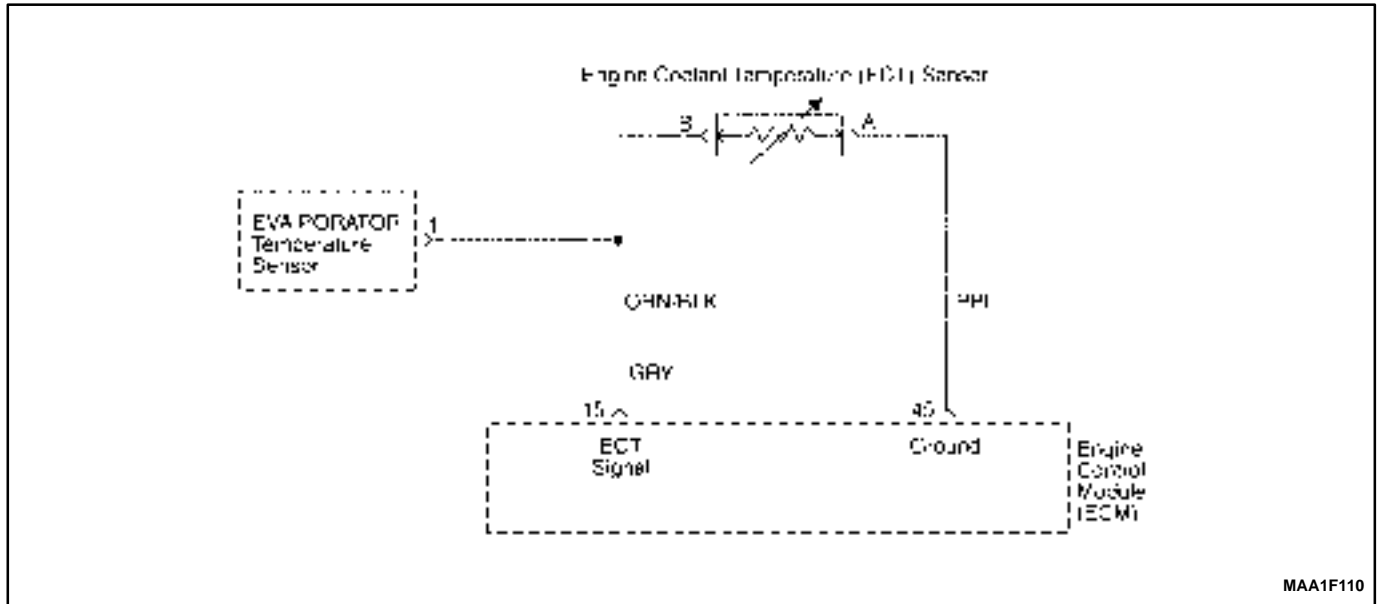 Engine Coolant Temperature (ECT) Sensor
B
A
EVAPORATOR
Temperature
Sensor
1
ORN/BLK
PPL
GRY
15
ECT
Signal
Ground
Engine
Control
Module
(ECM)
MAA1F110